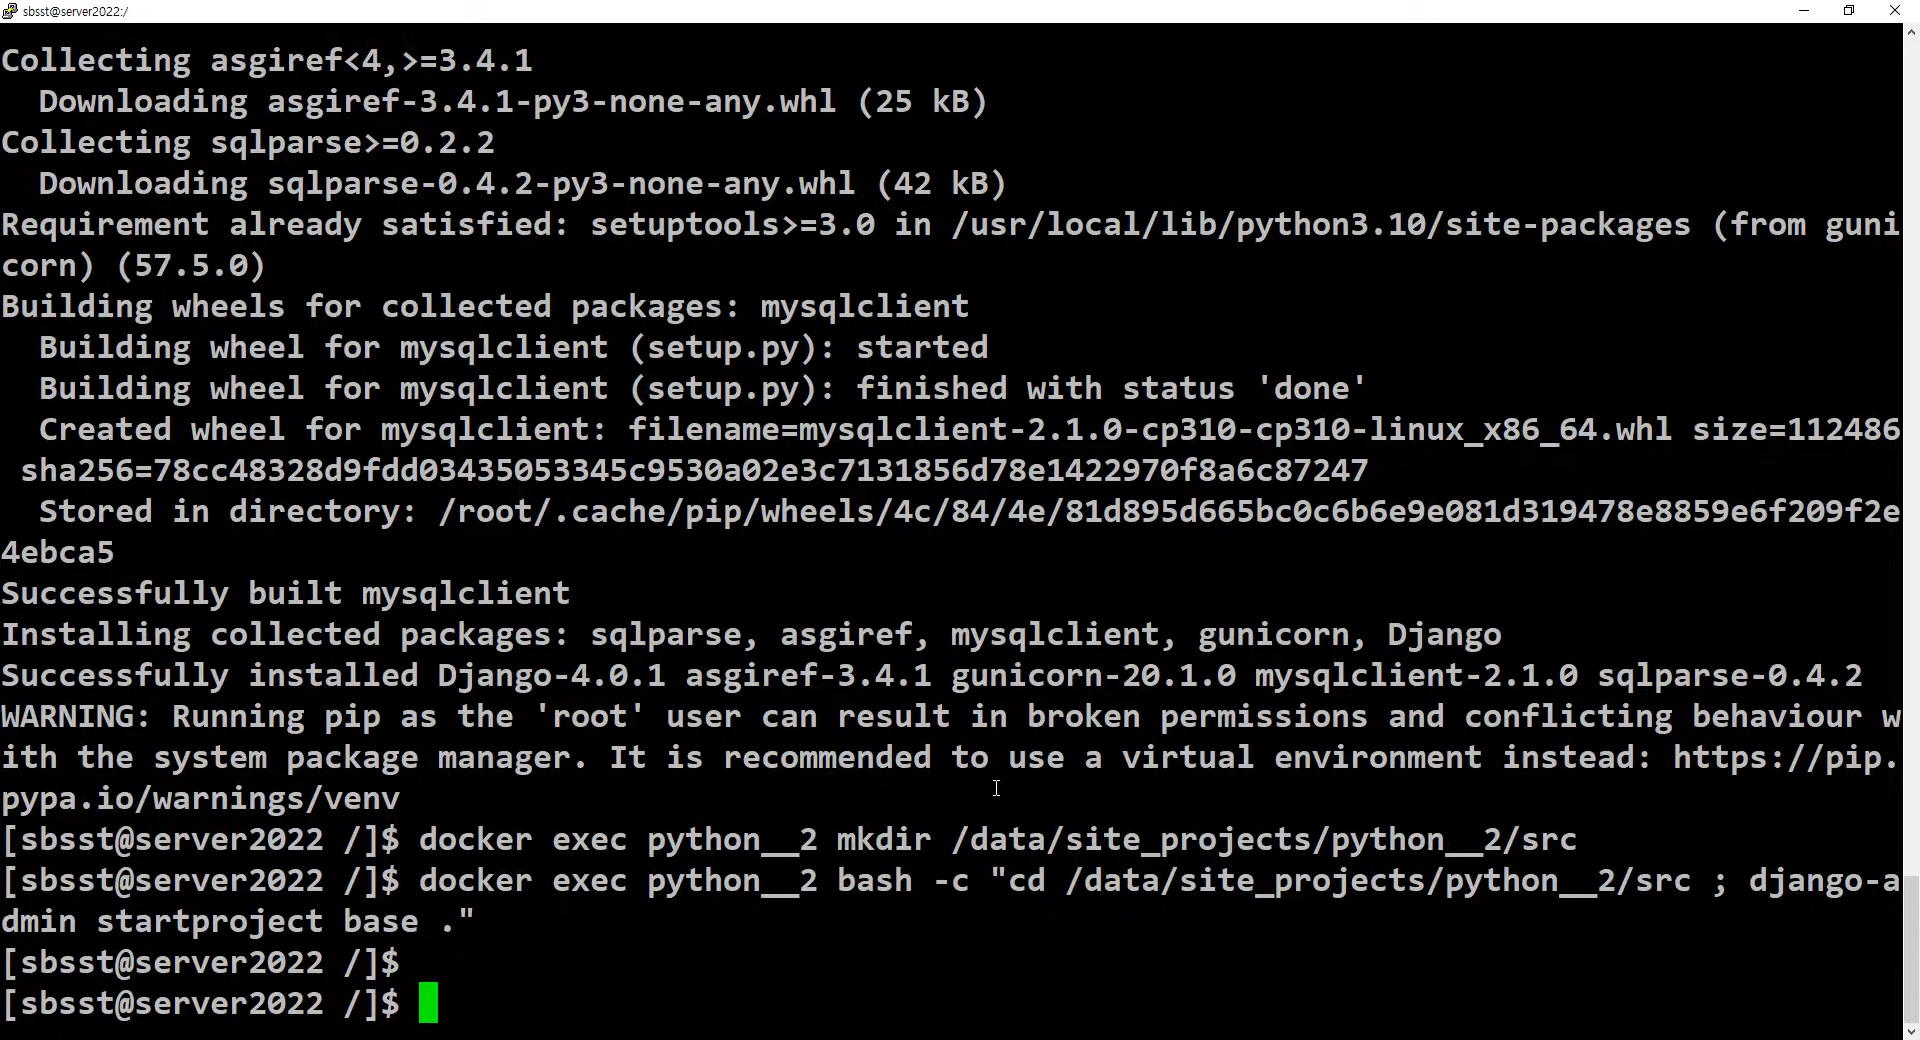 sbsst@server2022:/
Collecting asgiref<4,>=3.4.1
  Downloading asgiref-3.4.1-py3-none-any.whl (25 kB)
Collecting sqlparse>=0.2.2
  Downloading sqlparse-0.4.2-py3-none-any.whl (42 kB)
Requirement already satisfied: setuptools>=3.0 in /usr/local/lib/python3.10/site-packages (from guni
corn) (57.5.0)
Building wheels for collected packages: mysqlclient
  Building wheel for mysqlclient (setup.py): started
  Building wheel for mysqlclient (setup.py): finished with status 'done'
  Created wheel for mysqlclient: filename=mysqlclient-2.1.0-cp310-cp310-linux_x86_64.whl size=112486
 sha256=78cc48328d9fdd03435053345c9530a02e3c7131856d78e1422970f8a6c87247
  Stored in directory: /root/.cache/pip/wheels/4c/84/4e/81d895d665bc0c6b6e9e081d319478e8859e6f209f2e
4ebca5
Successfully built mysqlclient
Installing collected packages: sqlparse, asgiref, mysqlclient, gunicorn, Django
Successfully installed Django-4.0.1 asgiref-3.4.1 gunicorn-20.1.0 mysqlclient-2.1.0 sqlparse-0.4.2
WARNING: Running pip as the 'root' user can result in broken permissions and conflicting behaviour w
ith the system package manager. It is recommended to use a virtual environment instead: https://pip.
pypa.io/warnings/venv
[sbsst@server2022 /]$ docker exec python__2 mkdir /data/site_projects/python__2/src
[sbsst@server2022 /]$ docker exec python__2 bash -c "cd /data/site_projects/python__2/src ; django-a
dmin startproject base ."
[sbsst@server2022 /]$
[sbsst@server2022 /]$